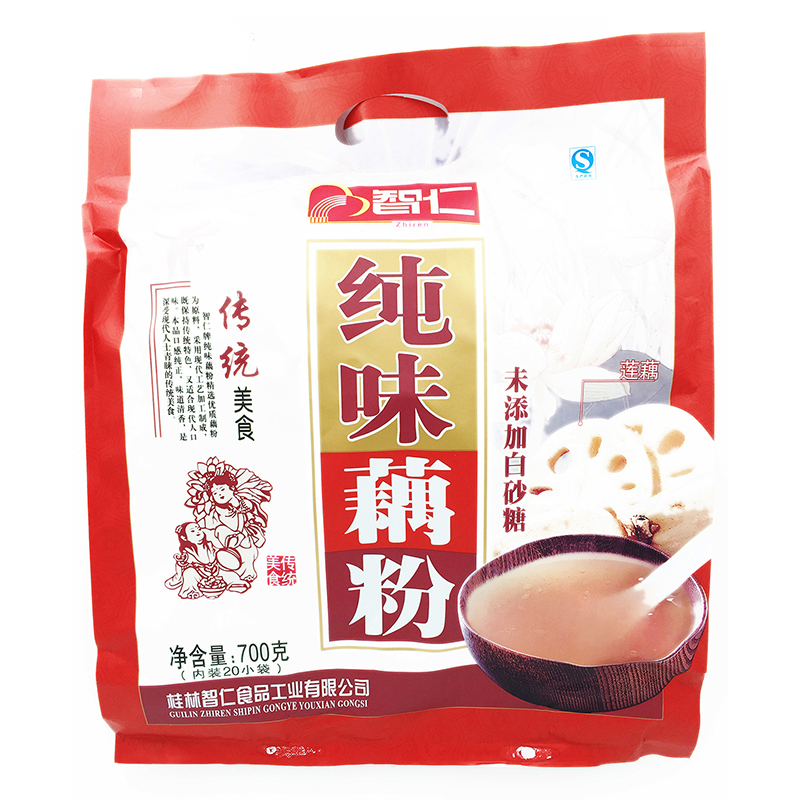 智仁
Zhiren
纯味
藕粉
传统美食
智仁牌纯味藕粉精选优质藕粉
为原料，采用现代工艺加工制成，
既保持传统特色，又适合现代人口
味。本品口感纯正，味道清香，是
深受现代人士青睐的传统美食。
莲藕
未添加白砂糖
传统
美食
净含量:700克
(内装20小袋)
桂林智仁食品工业有限公司
GUILIN ZHIREN SHIPIN GONGYE YOUXIAN GONGSI